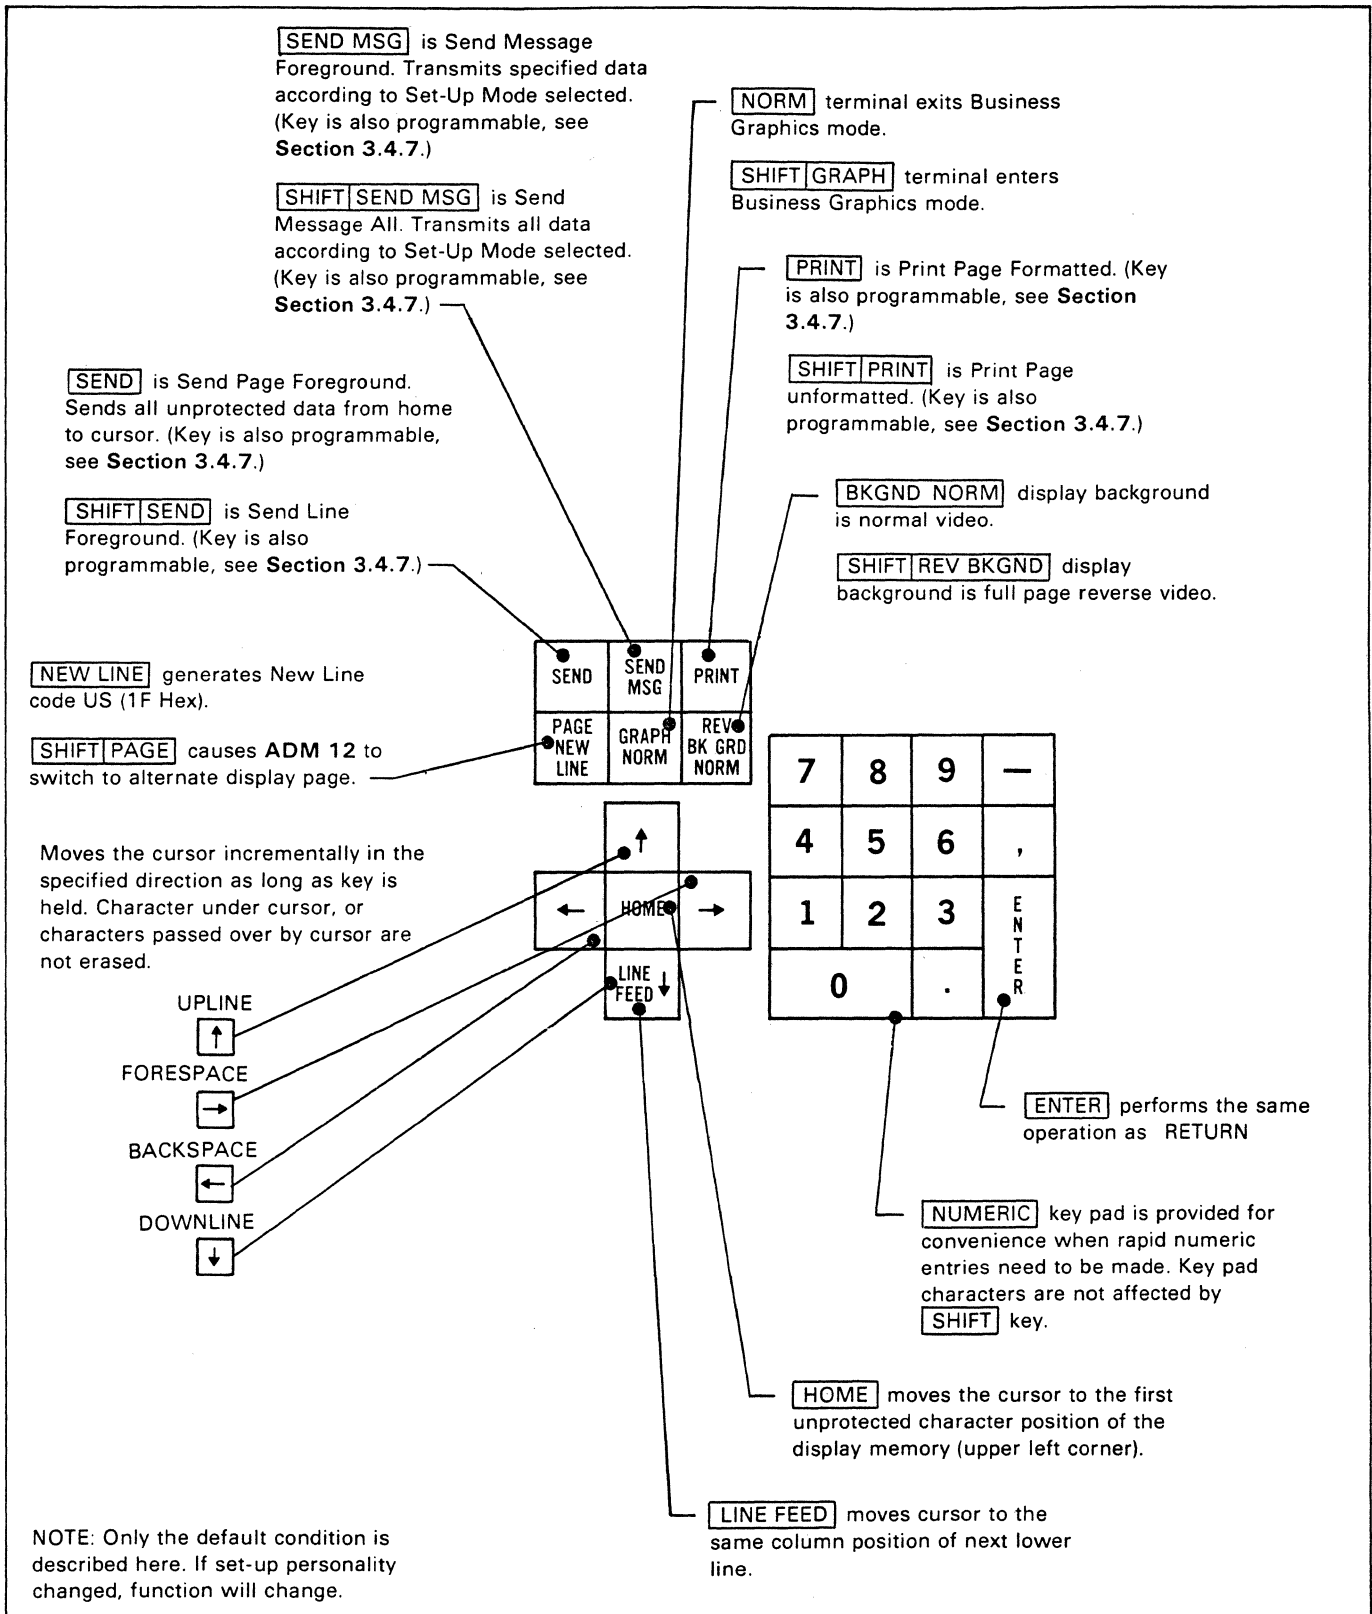 SEND MSG is Send Message
Foreground. Transmits specified data
according to Set-Up Mode selected.
(Key is also programmable, see
Section 3.4.7.)
SHIFT SEND MSG is Send
Message All. Transmits all data
according to Set-Up Mode selected.
(Key is also programmable, see
Section 3.4.7.)
NORM terminal exits Business
Graphics mode.
SHIFT GRAPH terminal enters
Business Graphics mode.
PRINT is Print Page Formatted. (Key
is also programmable, see Section
3.4.7.)
SHIFT PRINT is Print Page
unformatted. (Key is also
programmable, see Section 3.4.7.)
SEND is Send Page Foreground.
Sends all unprotected data from home
to cursor. (Key is also programmable,
see Section 3.4.7.)
SHIFT SEND is Send Line
Foreground. (Key is also
programmable, see Section 3.4.7.)
BKGND NORM display background
is normal video.
SHIFT REV BKGND display
background is full page reverse video.
NEW LINE generates New Line
code US (1F Hex).
SHIFT PAGE causes ADM 12 to
switch to alternate display page.
SEND
SEND
MSG
PRINT
PAGE
NEW
LINE
GRAPH
NORM
REV
BK GRD
NORM
7 8 9 —
4 5 6 ,
1 2 3
0 .
ENTER
↑
← HOME →
LINE
FEED ↓
Moves the cursor incrementally in the
specified direction as long as key is
held. Character under cursor, or
characters passed over by cursor are
not erased.
UPLINE
↑
FORESPACE
→
BACKSPACE
←
DOWNLINE
↓
ENTER performs the same
operation as RETURN
NUMERIC key pad is provided for
convenience when rapid numeric
entries need to be made. Key pad
characters are not affected by
SHIFT key.
HOME moves the cursor to the first
unprotected character position of the
display memory (upper left corner).
LINE FEED moves cursor to the
same column position of next lower
line.
NOTE: Only the default condition is
described here. If set-up personality
changed, function will change.